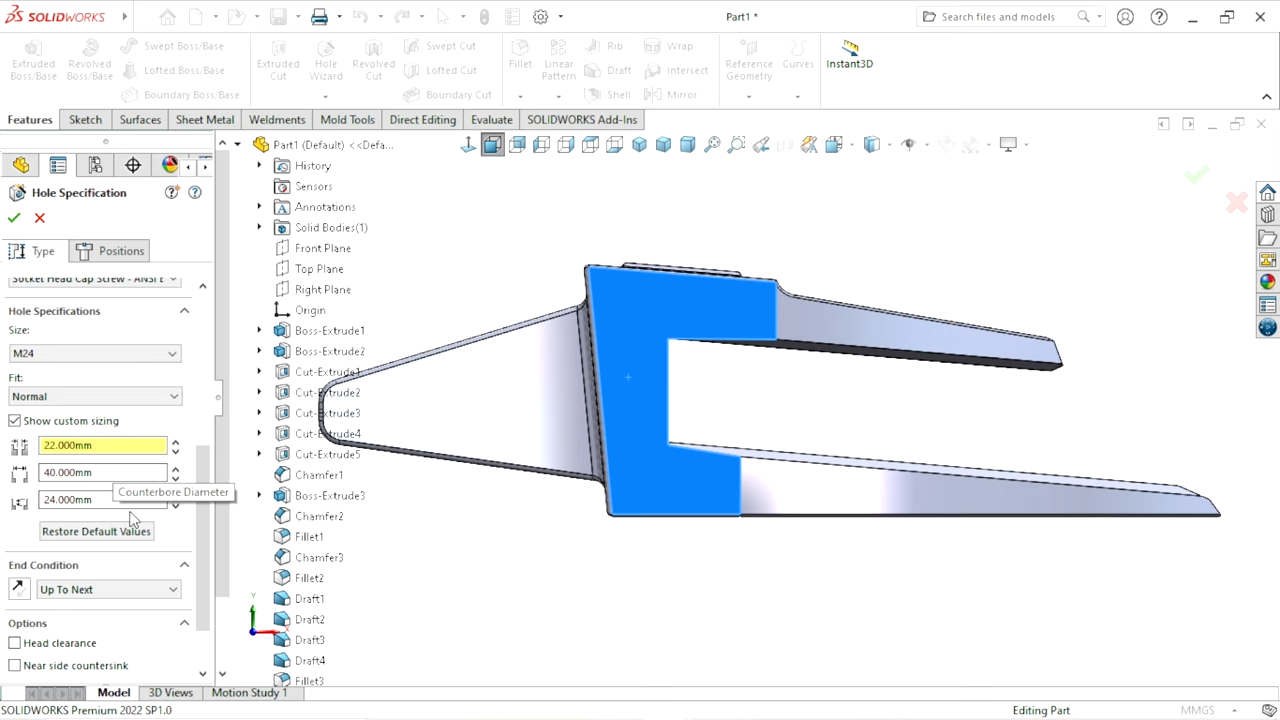 SOLIDWORKS
Part1 *
Search files and models
Extruded Boss/Base
Revolved Boss/Base
Swept Boss/Base
Lofted Boss/Base
Boundary Boss/Base
Extruded Cut
Hole Wizard
Revolved Cut
Swept Cut
Lofted Cut
Boundary Cut
Fillet
Linear Pattern
Rib
Draft
Shell
Wrap
Intersect
Mirror
Reference Geometry
Curves
Instant3D
Features
Sketch
Surfaces
Sheet Metal
Weldments
Mold Tools
Direct Editing
Evaluate
SOLIDWORKS Add-Ins
Hole Specification
Type
Positions
Socket Head Cap Screw - ANSI B
Hole Specifications
Size:
M24
Fit:
Normal
Show custom sizing
22.000mm
40.000mm
24.000mm
Counterbore Diameter
Restore Default Values
End Condition
Up To Next
Options
Head clearance
Near side countersink
Part1 (Default) <<Defa...
History
Sensors
Annotations
Solid Bodies(1)
Front Plane
Top Plane
Right Plane
Origin
Boss-Extrude1
Boss-Extrude2
Cut-Extrude1
Cut-Extrude2
Cut-Extrude3
Cut-Extrude4
Cut-Extrude5
Chamfer1
Boss-Extrude3
Chamfer2
Fillet1
Chamfer3
Fillet2
Draft1
Draft2
Draft3
Draft4
Fillet3
Y
Model
3D Views
Motion Study 1
SOLIDWORKS Premium 2022 SP1.0
Editing Part
MMGS